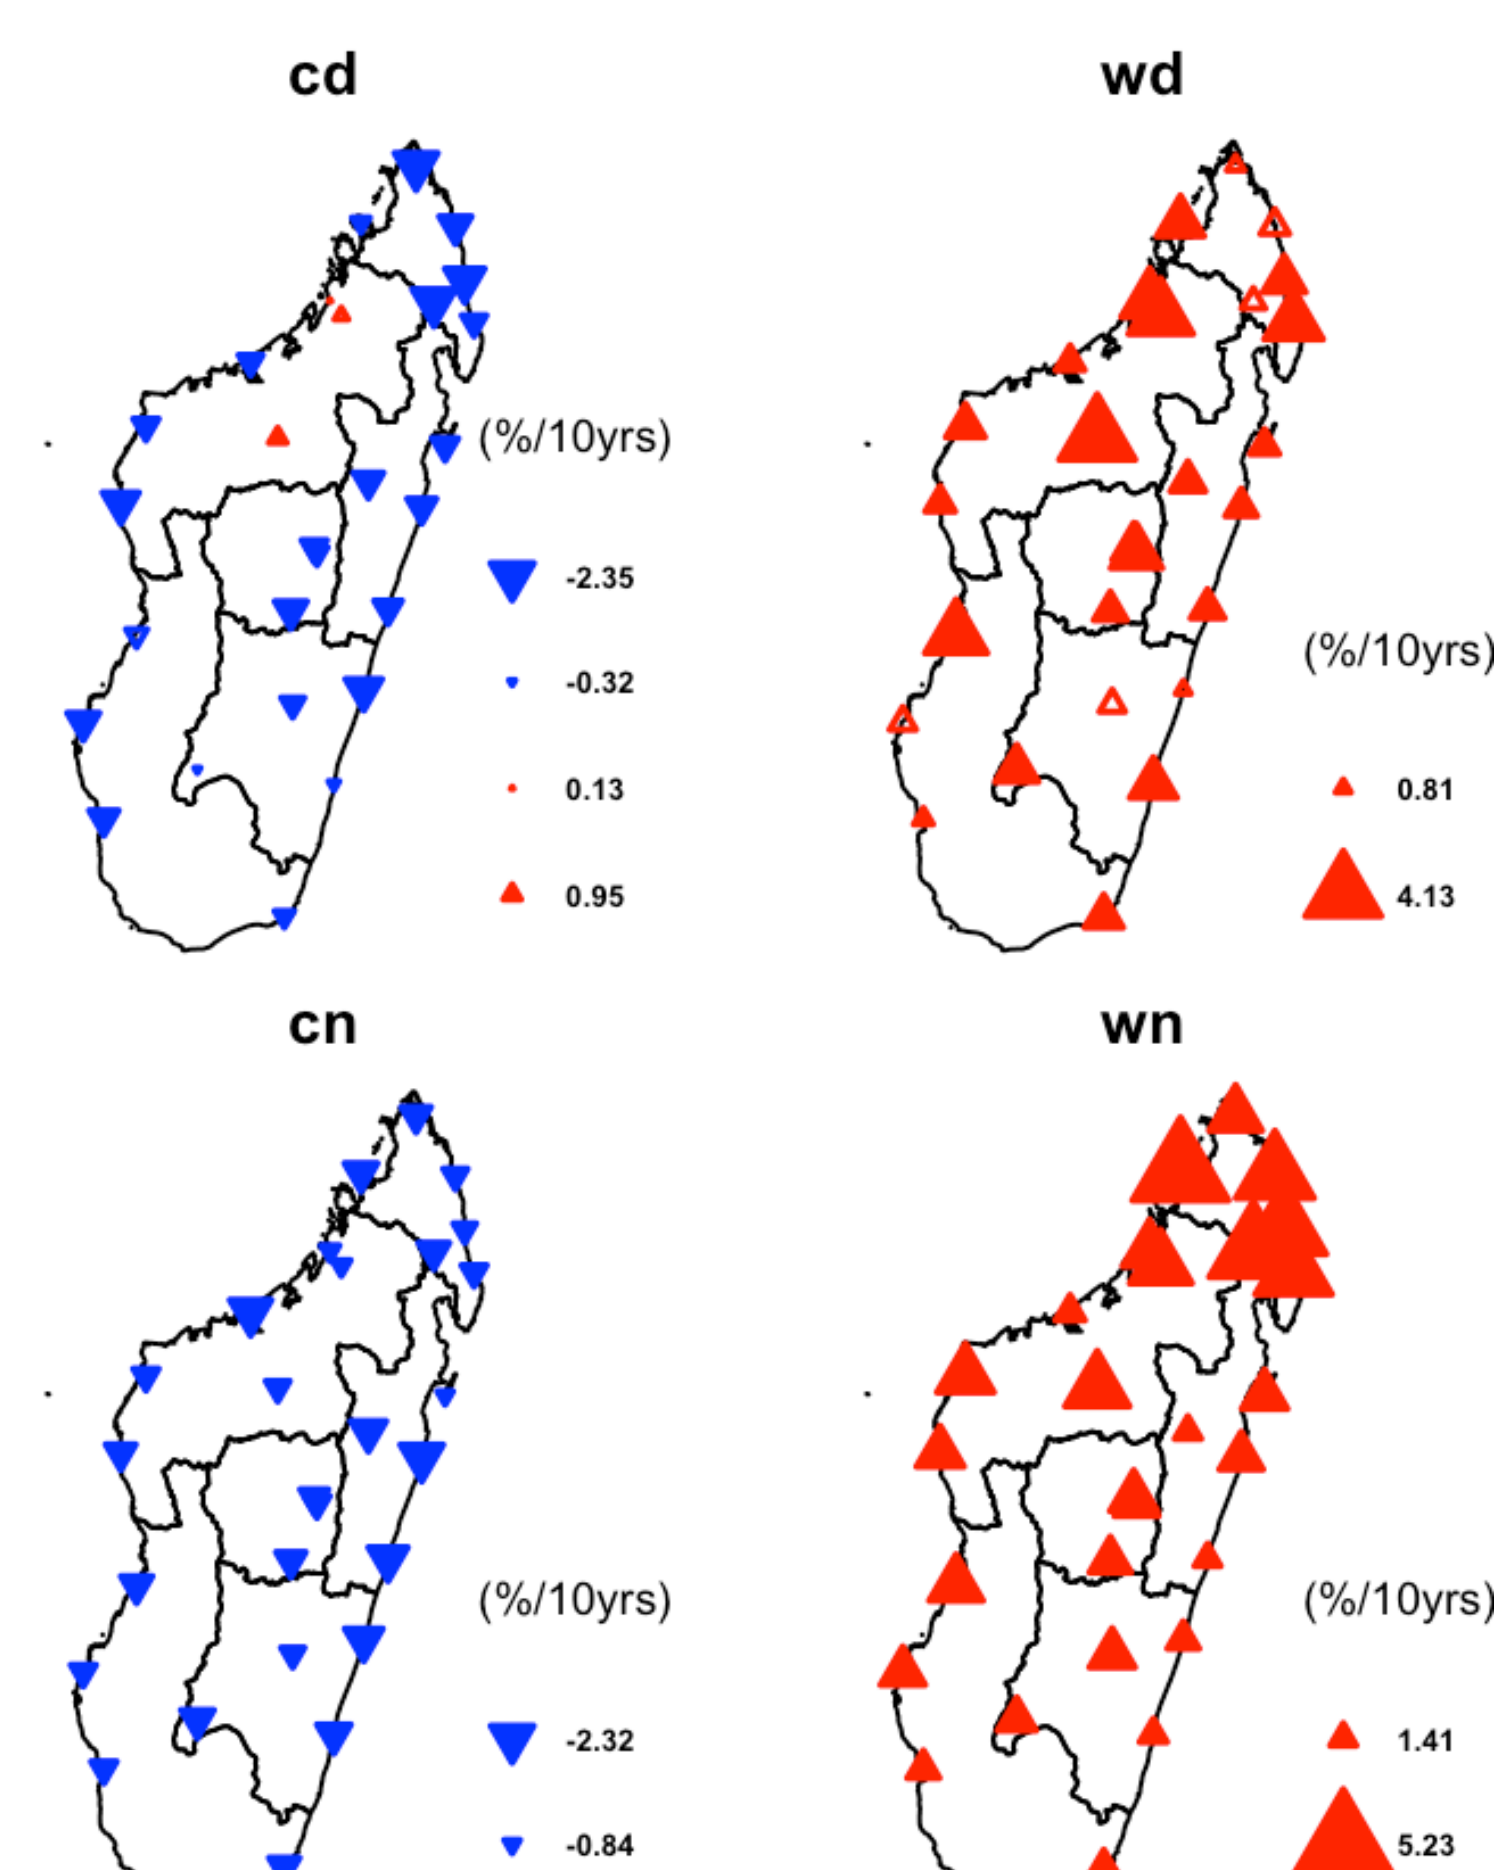 cd
wd
(%/10yrs)
-2.35
-0.32
0.13
0.95
(%/10yrs)
0.81
4.13
cn
wn
(%/10yrs)
-2.32
-0.84
(%/10yrs)
1.41
5.23